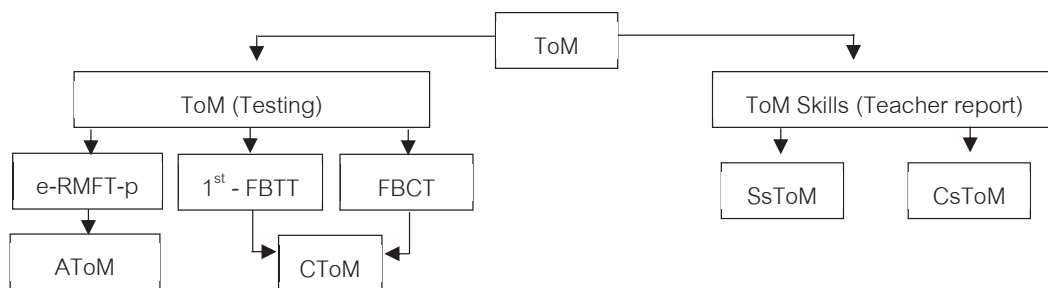 ToM
ToM (Testing)
ToM Skills (Teacher report)
e-RMFT-p
1st - FBTT
FBCT
SsToM
CsToM
AToM
CToM